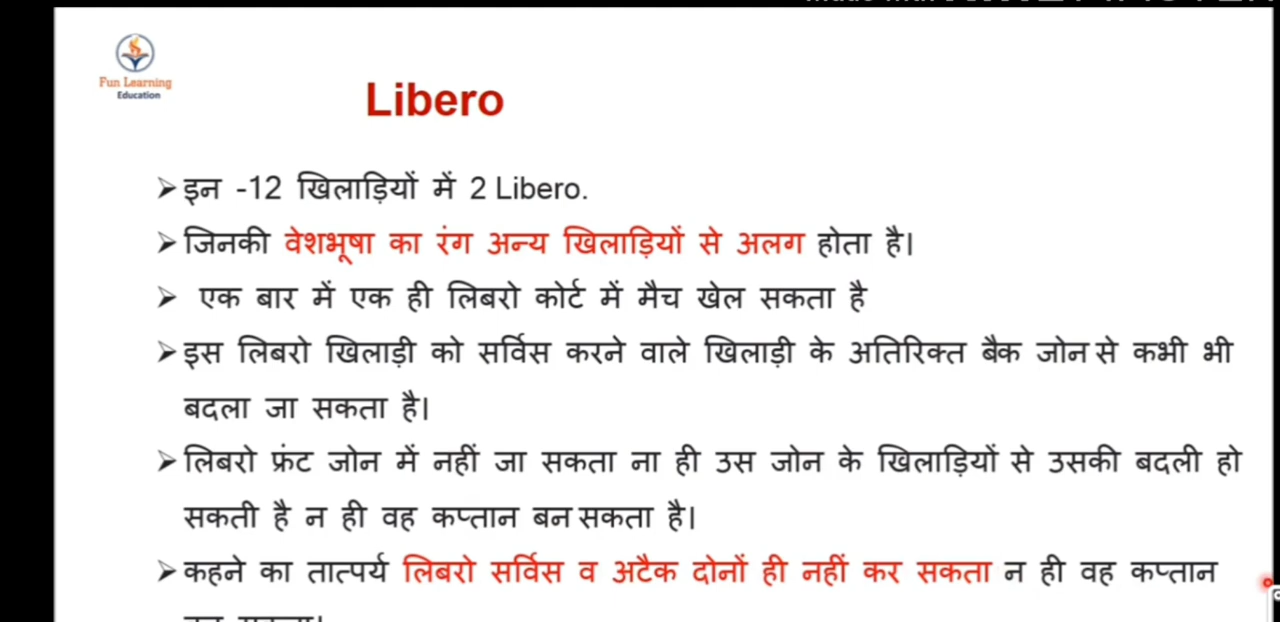 Fun Learning
Education
Libero
➢ इन -12 खिलाड़ियों में 2 Libero.
➢ जिनकी वेशभूषा का रंग अन्य खिलाड़ियों से अलग होता है।
➢ एक बार में एक ही लिबरो कोर्ट में मैच खेल सकता है
➢ इस लिबरो खिलाड़ी को सर्विस करने वाले खिलाड़ी के अतिरिक्त बैक जोन से कभी भी
बदला जा सकता है।
➢ लिबरो फ्रंट जोन में नहीं जा सकता ना ही उस जोन के खिलाड़ियों से उसकी बदली हो
सकती है न ही वह कप्तान बन सकता है।
➢ कहने का तात्पर्य लिबरो सर्विस व अटैक दोनों ही नहीं कर सकता न ही वह कप्तान